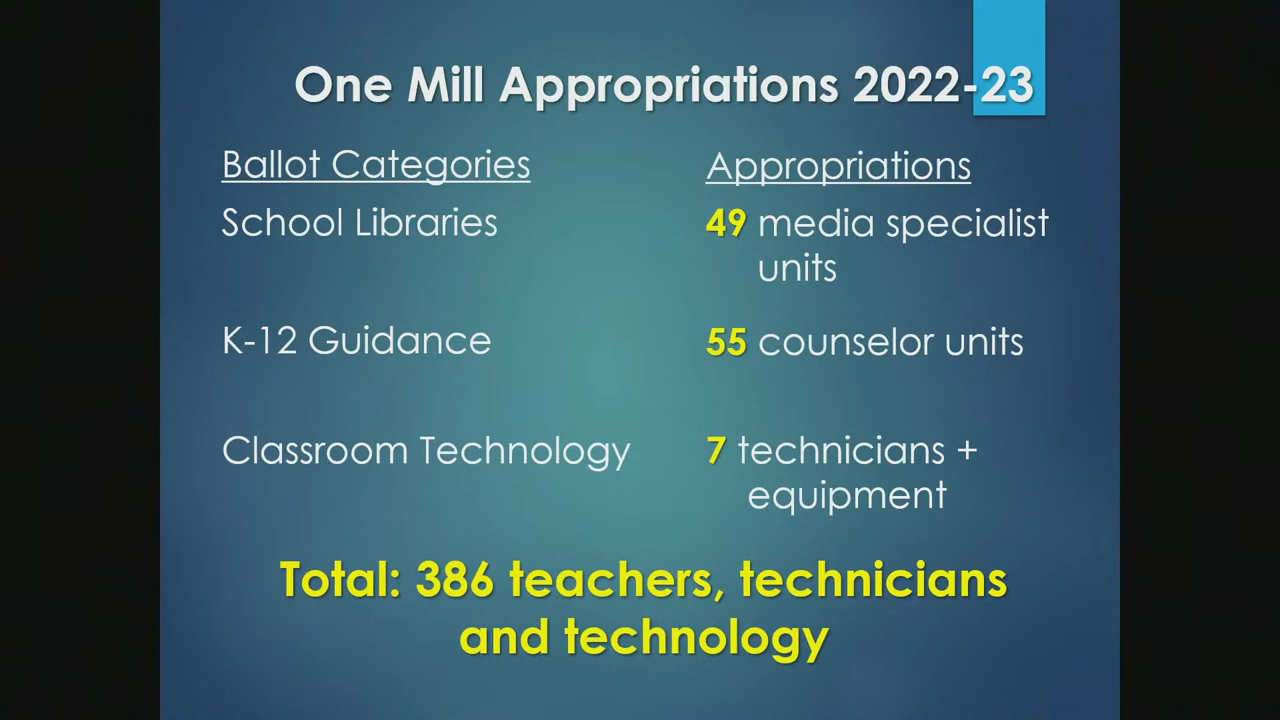 One Mill Appropriations 2022-23
Ballot Categories
Appropriations
School Libraries
49 media specialist
units
K-12 Guidance
55 counselor units
Classroom Technology
7 technicians +
equipment
Total: 386 teachers, technicians
and technology